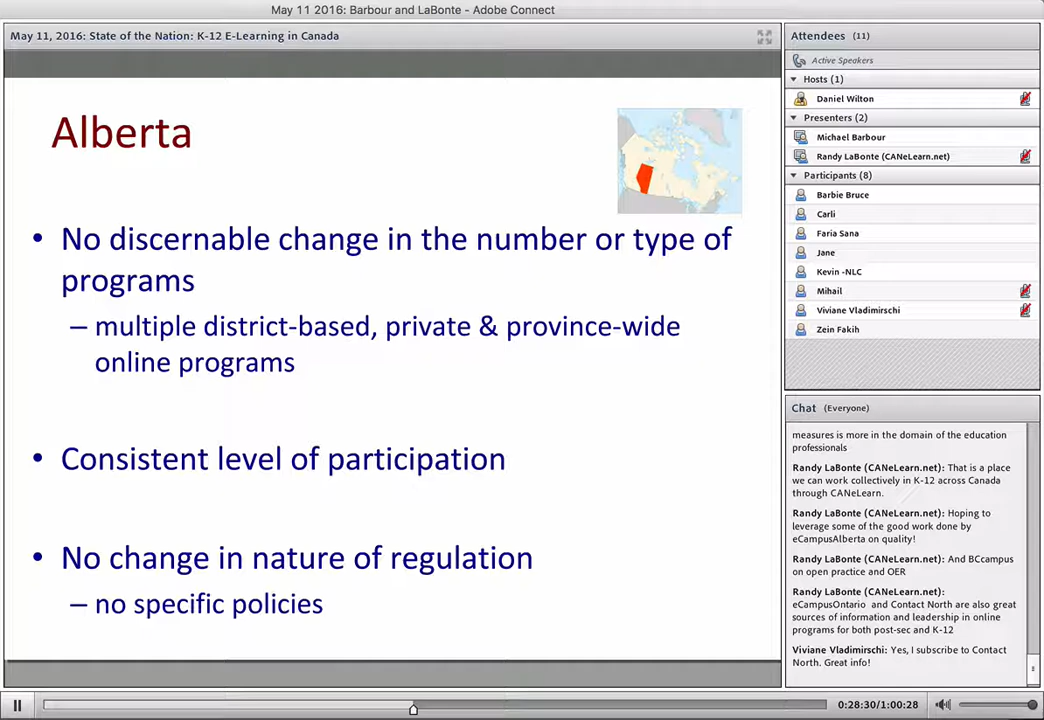 May 11 2016: Barbour and LaBonte - Adobe Connect
May 11, 2016: State of the Nation: K-12 E-Learning in Canada
Alberta
• No discernable change in the number or type of
programs
– multiple district-based, private & province-wide
online programs
• Consistent level of participation
• No change in nature of regulation
– no specific policies
Attendees (11)
Active Speakers
Hosts (1)
Daniel Wilton
Presenters (2)
Michael Barbour
Randy LaBonte (CANeLearn.net)
Participants (8)
Barbie Bruce
Carli
Faria Sana
Jane
Kevin -NLC
Mihail
Viviane Vladimirschi
Zein Fakih
Chat (Everyone)
measures is more in the domain of the education
professionals
Randy LaBonte (CANeLearn.net): That is a place
we can work collectively in K-12 across Canada
through CANeLearn.
Randy LaBonte (CANeLearn.net): Hoping to
leverage some of the good work done by
eCampusAlberta on quality!
Randy LaBonte (CANeLearn.net): And BCcampus
on open practice and OER
Randy LaBonte (CANeLearn.net):
eCampusOntario and Contact North are also great
sources of information and leadership in online
programs for both post-sec and K-12
Viviane Vladimirschi: Yes, I subscribe to Contact
North. Great info!
0:28:30/1:00:28